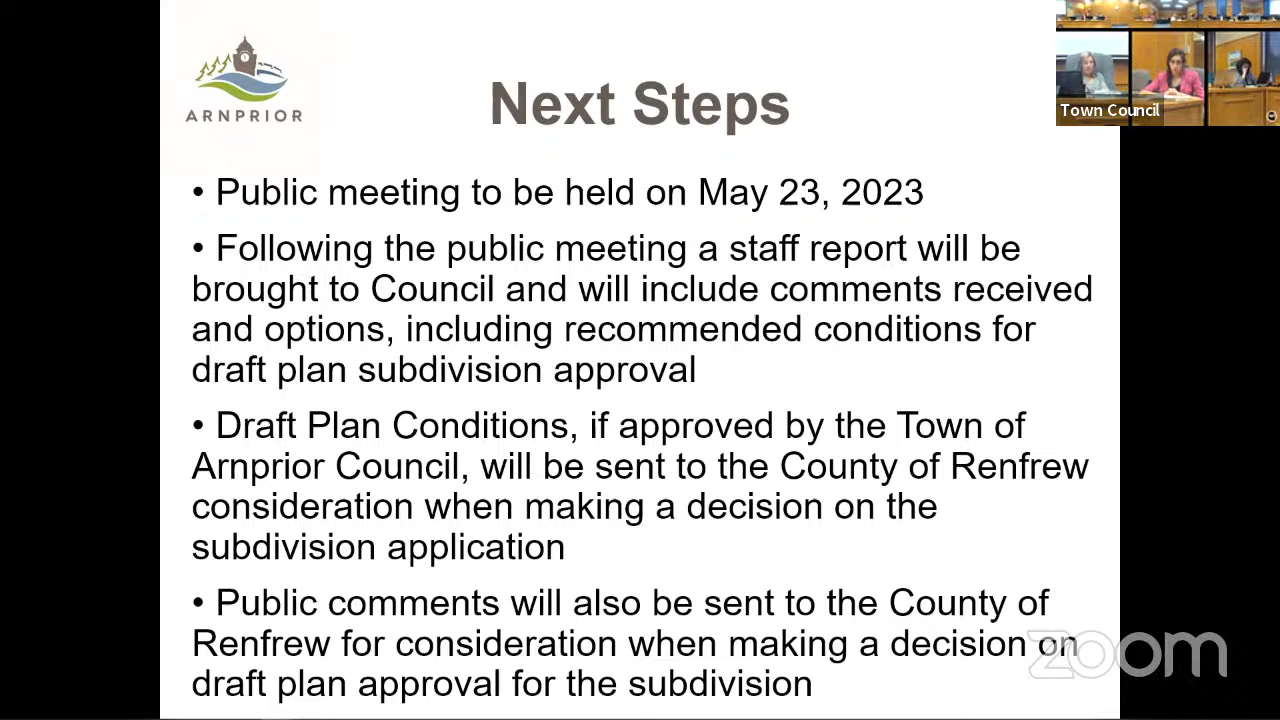 ARNPRIOR
Next Steps
Town Council
• Public meeting to be held on May 23, 2023
• Following the public meeting a staff report will be
brought to Council and will include comments received
and options, including recommended conditions for
draft plan subdivision approval
• Draft Plan Conditions, if approved by the Town of
Arnprior Council, will be sent to the County of Renfrew
consideration when making a decision on the
subdivision application
• Public comments will also be sent to the County of
Renfrew for consideration when making a decision on
draft plan approval for the subdivision
zoom